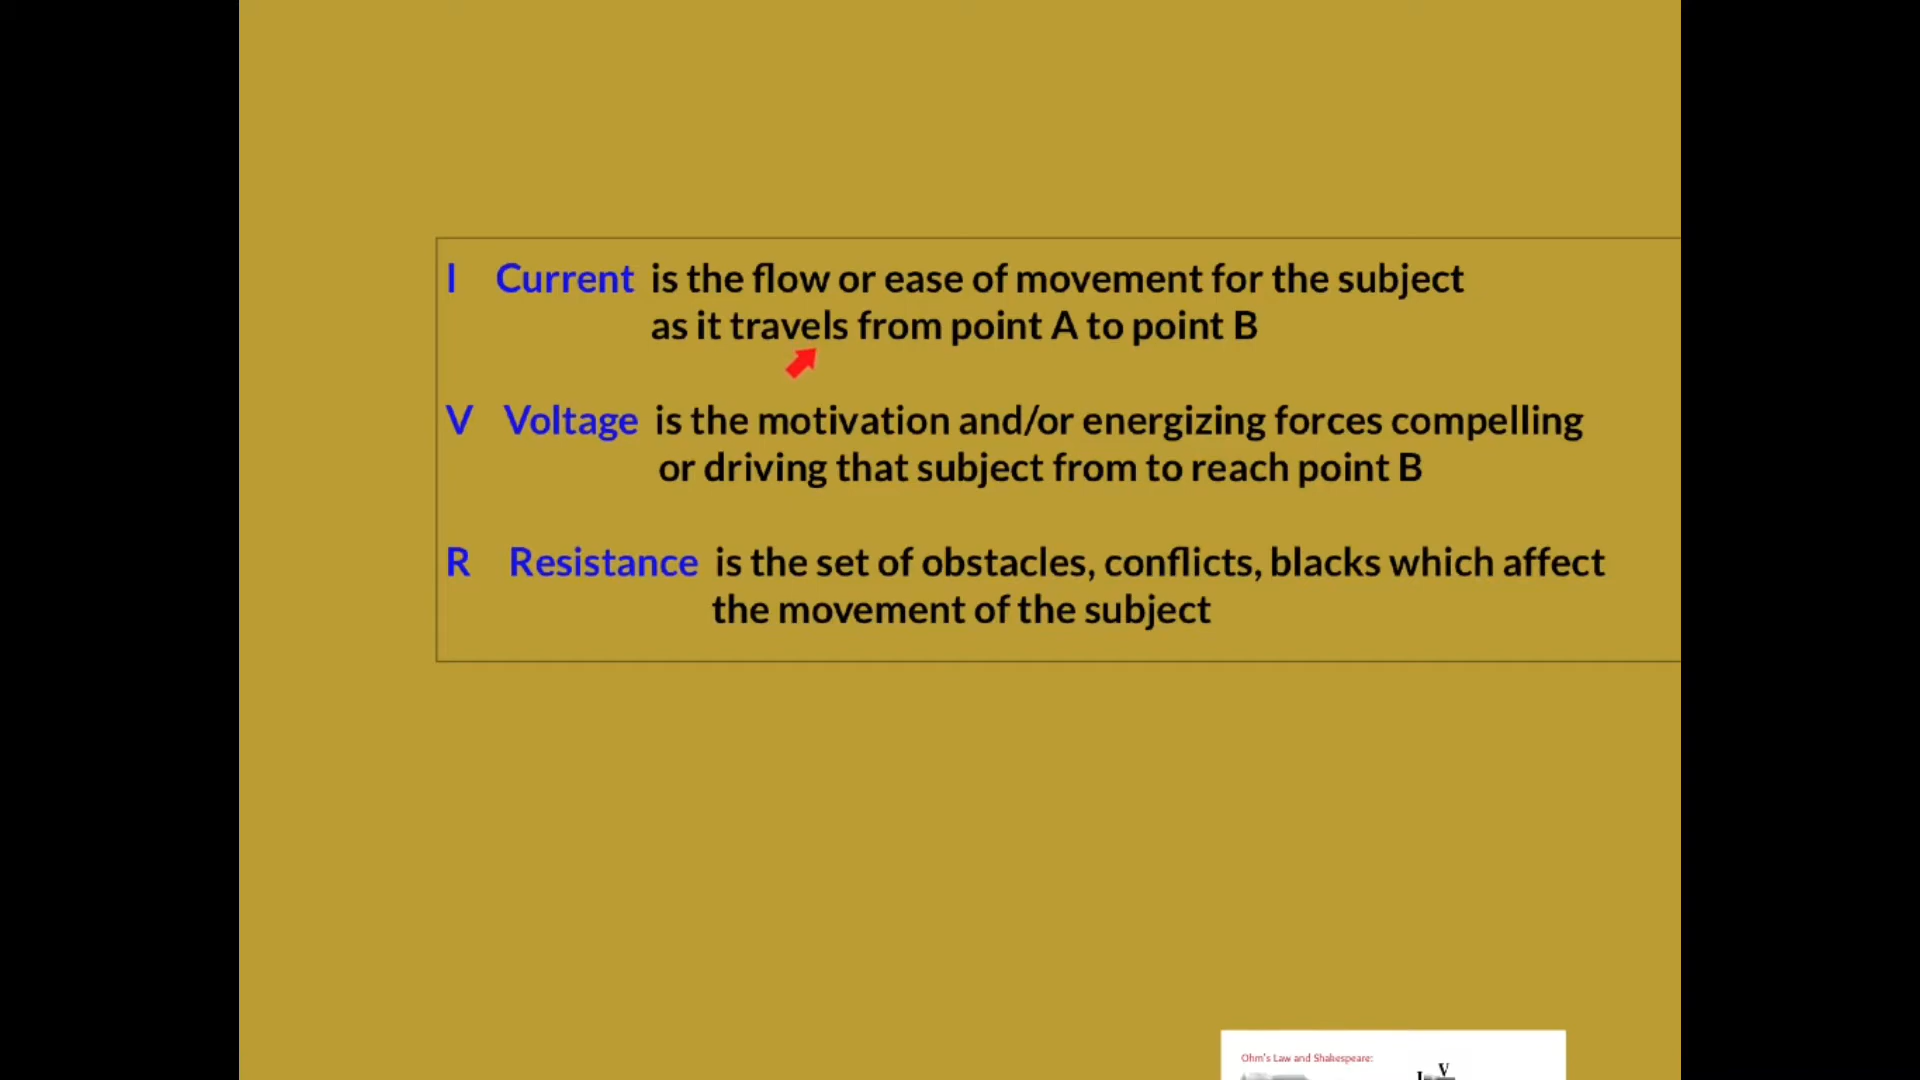 I Current is the flow or ease of movement for the subject
as it travels from point A to point B
V Voltage is the motivation and/or energizing forces compelling
or driving that subject from to reach point B
R Resistance is the set of obstacles, conflicts, blacks which affect
the movement of the subject
Ohm's Law and Shakespeare:
V